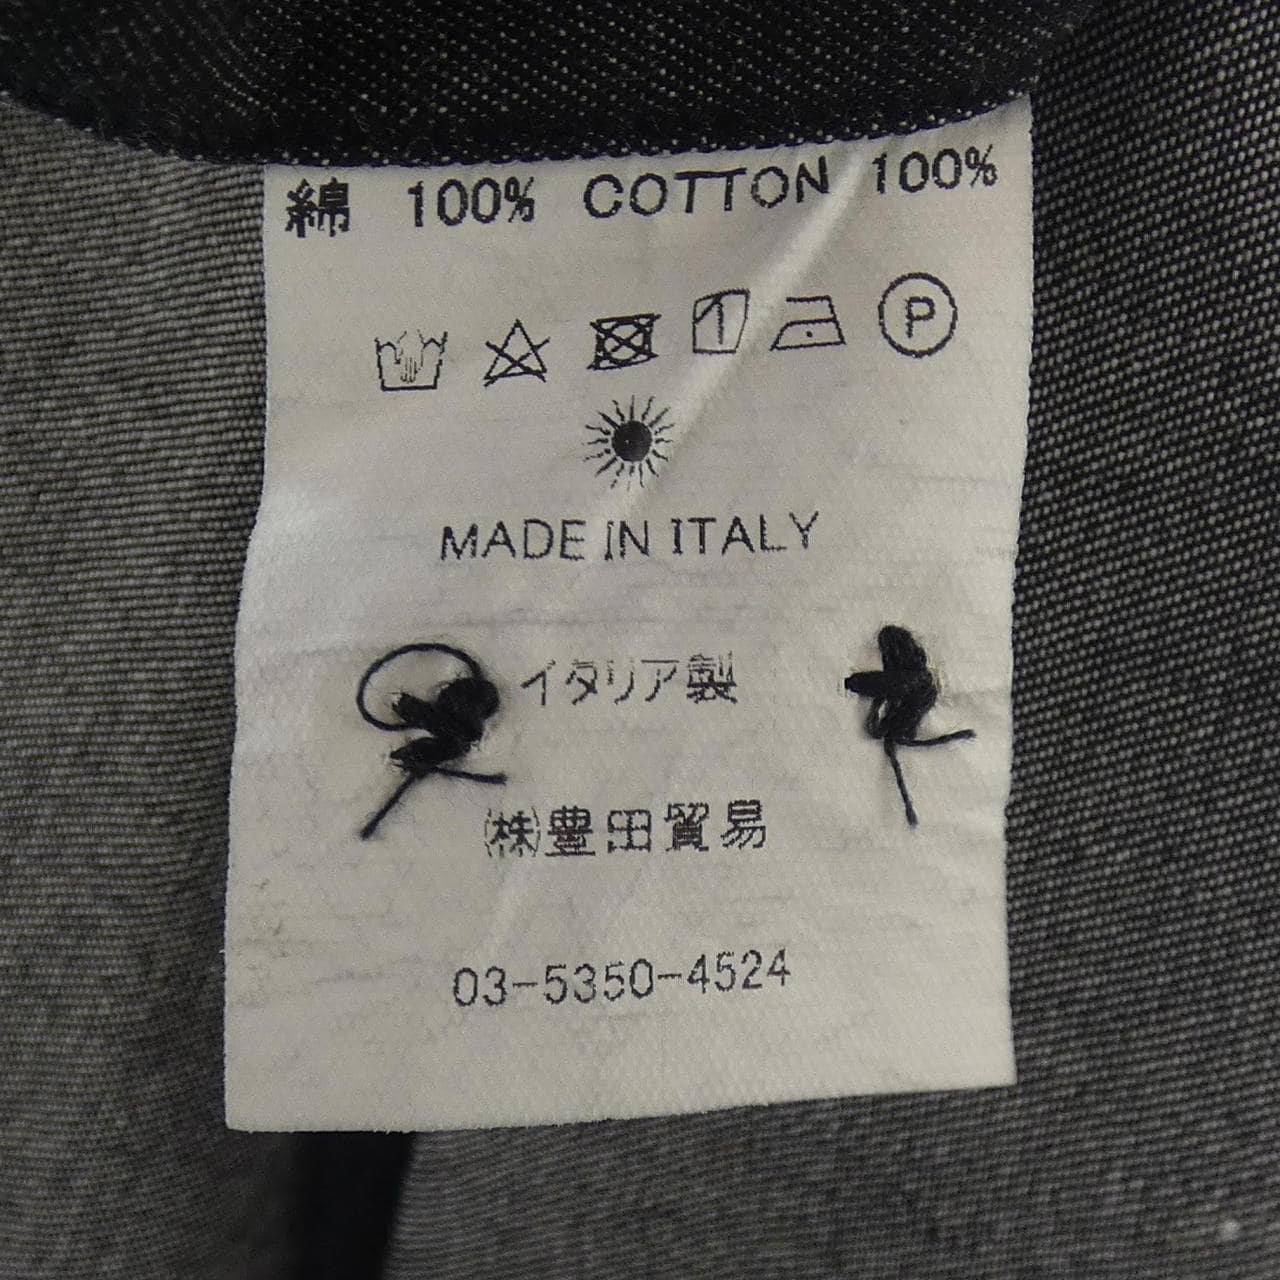 綿 100% COTTON 100%
P
MADE IN ITALY
イタリア製
㈱豊田貿易
03-5350-4524